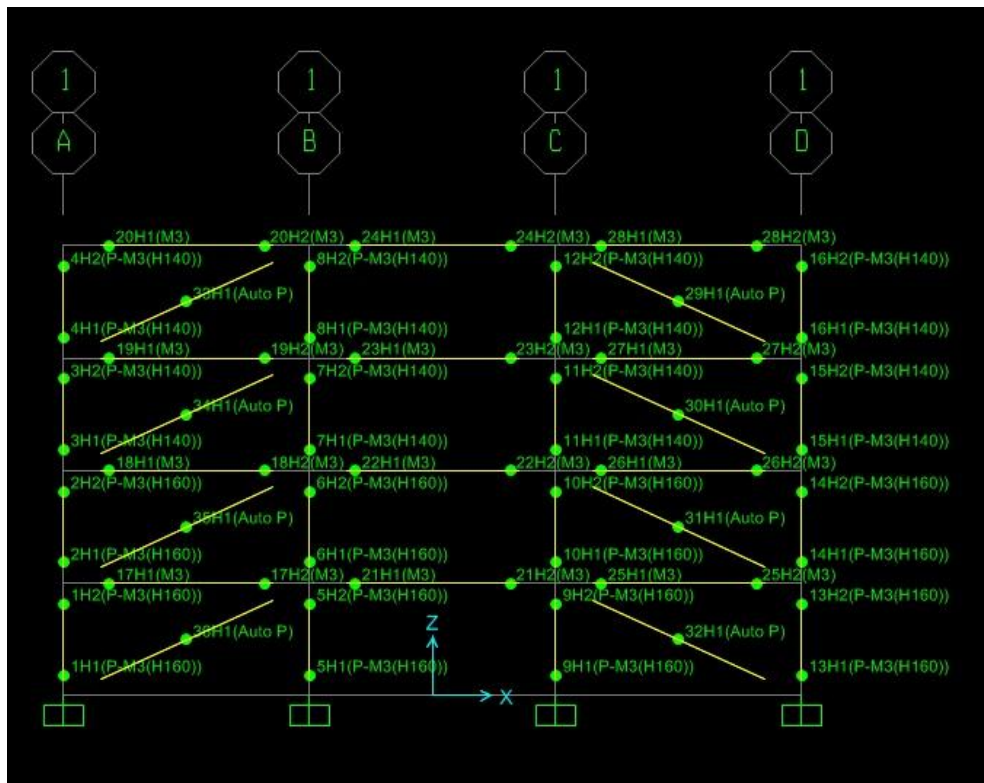 1 1 1 1
A B C D
20H1(M3) 20H2(M3) 24H1(M3) 24H2(M3) 28H1(M3) 28H2(M3)
4H2(P-M3(H140)) 8H2(P-M3(H140)) 12H2(P-M3(H140)) 16H2(P-M3(H140))
33H1(Auto P) 29H1(Auto P)
4H1(P-M3(H140)) 8H1(P-M3(H140)) 12H1(P-M3(H140)) 16H1(P-M3(H140))
19H1(M3) 19H2(M3) 23H1(M3) 23H2(M3) 27H1(M3) 27H2(M3)
3H2(P-M3(H140)) 7H2(P-M3(H140)) 11H2(P-M3(H140)) 15H2(P-M3(H140))
34H1(Auto P) 30H1(Auto P)
3H1(P-M3(H140)) 7H1(P-M3(H140)) 11H1(P-M3(H140)) 15H1(P-M3(H140))
18H1(M3) 18H2(M3) 22H1(M3) 22H2(M3) 26H1(M3) 26H2(M3)
2H2(P-M3(H160)) 6H2(P-M3(H160)) 10H2(P-M3(H160)) 14H2(P-M3(H160))
35H1(Auto P) 31H1(Auto P)
2H1(P-M3(H160)) 6H1(P-M3(H160)) 10H1(P-M3(H160)) 14H1(P-M3(H160))
17H1(M3) 17H2(M3) 21H1(M3) 21H2(M3) 25H1(M3) 25H2(M3)
1H2(P-M3(H160)) 5H2(P-M3(H160)) 9H2(P-M3(H160)) 13H2(P-M3(H160))
36H1(Auto P) 32H1(Auto P)
Z
1H1(P-M3(H160)) 5H1(P-M3(H160)) 9H1(P-M3(H160)) 13H1(P-M3(H160))
X